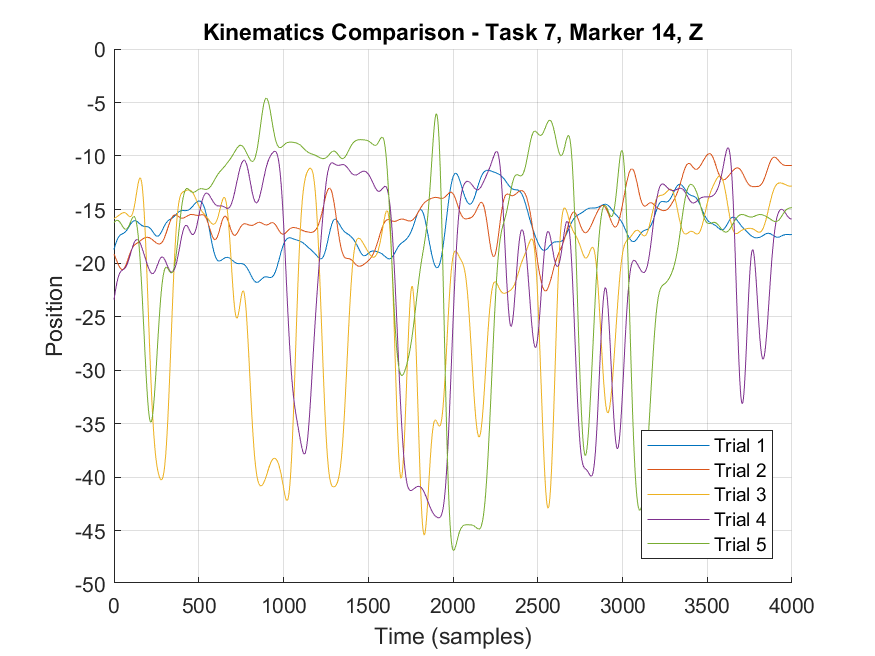 Kinematics Comparison - Task 7, Marker 14, Z
0
-5
-10
-15
-20
-25
-30
-35
-40
-45
-50
Position
Trial 1
Trial 2
Trial 3
Trial 4
Trial 5
0 500 1000 1500 2000 2500 3000 3500 4000
Time (samples)